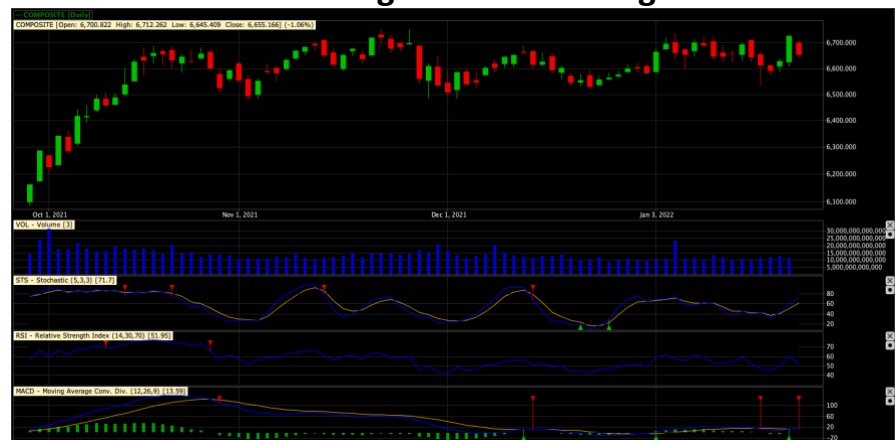 COMPOSITE [Daily]
COMPOSITE [Open: 6,700.822 High: 6,712.262 Low: 6,645.409 Close: 6,655.166] (-1.06%)
6,700.000
6,600.000
6,500.000
6,400.000
6,300.000
6,200.000
6,100.000
Oct 1, 2021
Nov 1, 2021
Dec 1, 2021
Jan 3, 2022
VOL - Volume [3]
30,000,000,000,000
25,000,000,000,000
20,000,000,000,000
15,000,000,000,000
10,000,000,000,000
5,000,000,000,000
STS - Stochastic (5,3,3) [71.7]
80
60
40
20
RSI - Relative Strength Index (14,30,70) [51.95]
70
60
50
40
MACD - Moving Average Conv. Div. (12,26,9) [13.59]
100
60
20
-20